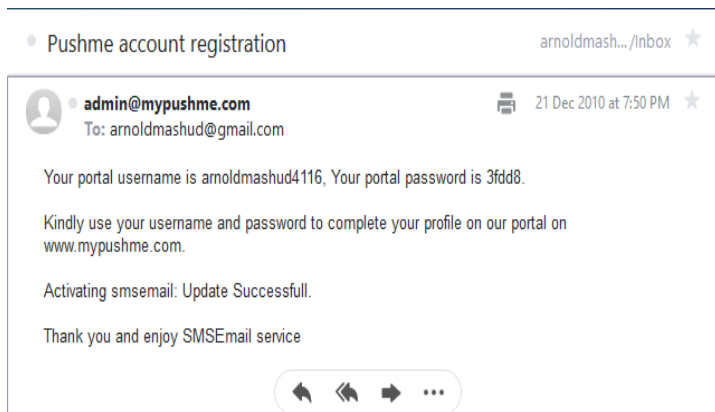 Pushme account registration
arnoldmash... /Inbox
admin@mypushme.com
21 Dec 2010 at 7:50 PM
To: arnoldmashud@gmail.com
Your portal username is arnoldmashud4116, Your portal password is 3fdd8.
Kindly use your username and password to complete your profile on our portal on
www.mypushme.com.
Activating smsemail: Update Successfull.
Thank you and enjoy SMSEmail service